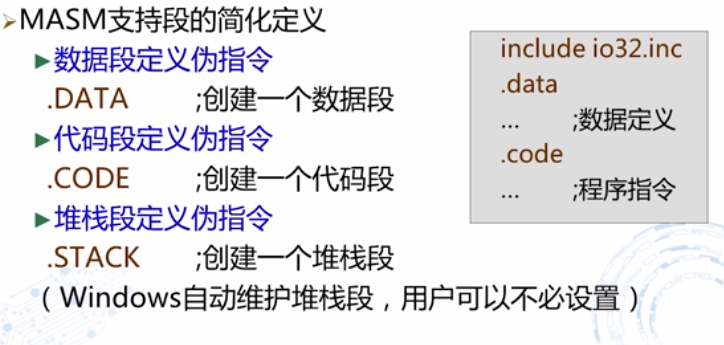 MASM支持段的简化定义
数据段定义伪指令
.DATA ;创建一个数据段
代码段定义伪指令
.CODE ;创建一个代码段
堆栈段定义伪指令
.STACK ;创建一个堆栈段
（Windows自动维护堆栈段，用户可以不必设置）
include io32.inc
.data
... ;数据定义
.code
... ;程序指令